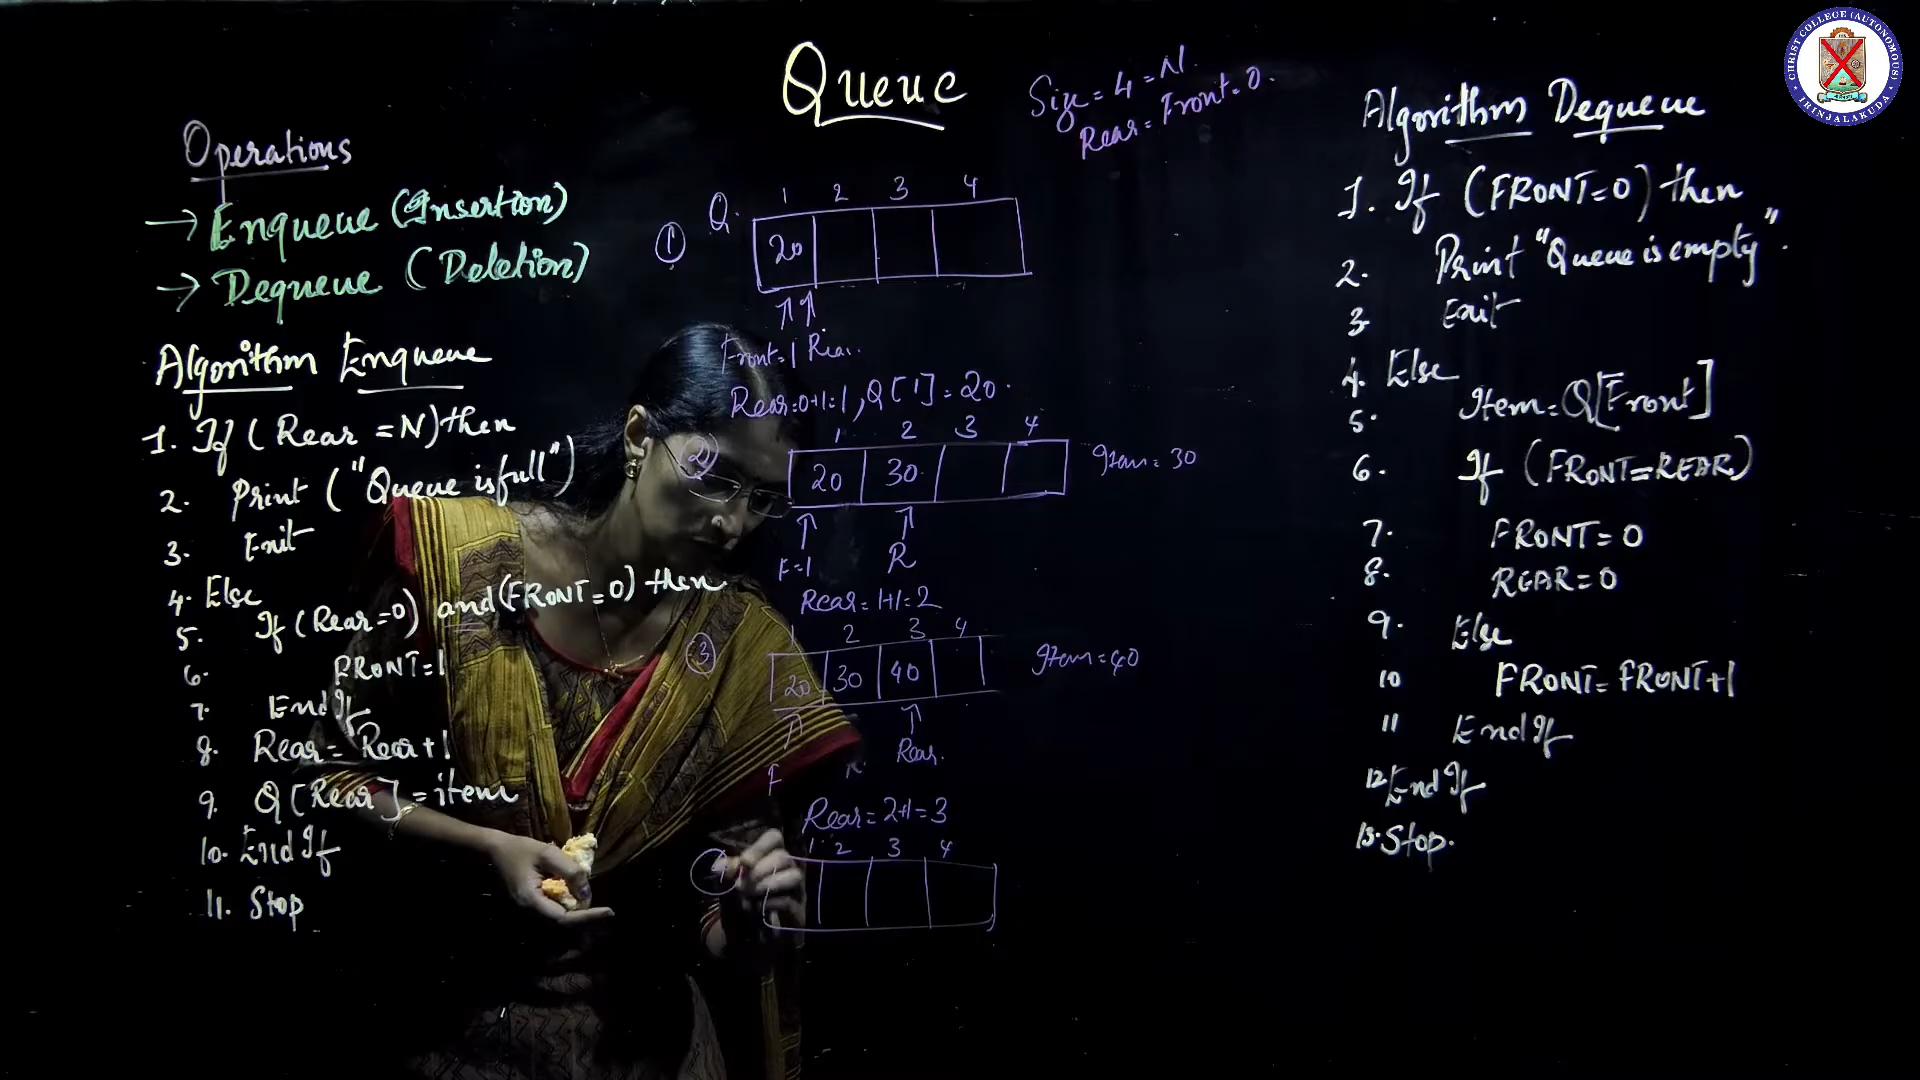 Queue
Size = 4 = N.
Rear = Front = 0.
Operations
→ Enqueue (Insertion)
→ Dequeue (Deletion)
Algorithm Enqueue
1. If (Rear = N) then
2. Print ("Queue is full")
3. Exit
4. Else
5. If (Rear = 0) and (FRONT = 0) then
6. FRONT = 1
7. End If
8. Rear = Rear + 1
9. Q [Rear] = item
10. End If
11. Stop
1 2 3 4
① Q. 20
Front = 1 Rear.
Rear = 0+1 = 1, Q [1] = 20.
1 2 3 4
② 20 30 Item = 30
F = 1 R
Rear = 1+1 = 2
1 2 3 4
③ 20 30 40 Item = 40
Rear.
F R
Rear = 2+1 = 3
1 2 3 4
④
Algorithm Dequeue
1. If (FRONT = 0) then
2. Print "Queue is empty".
3. Exit
4. Else
5. Item = Q[Front]
6. If (FRONT = REAR)
7. FRONT = 0
8. REAR = 0
9. Else
10 FRONT = FRONT + 1
11 End If
12 End If
13. Stop.
CHRIST COLLEGE (AUTONOMOUS)
IRINJALAKUDA